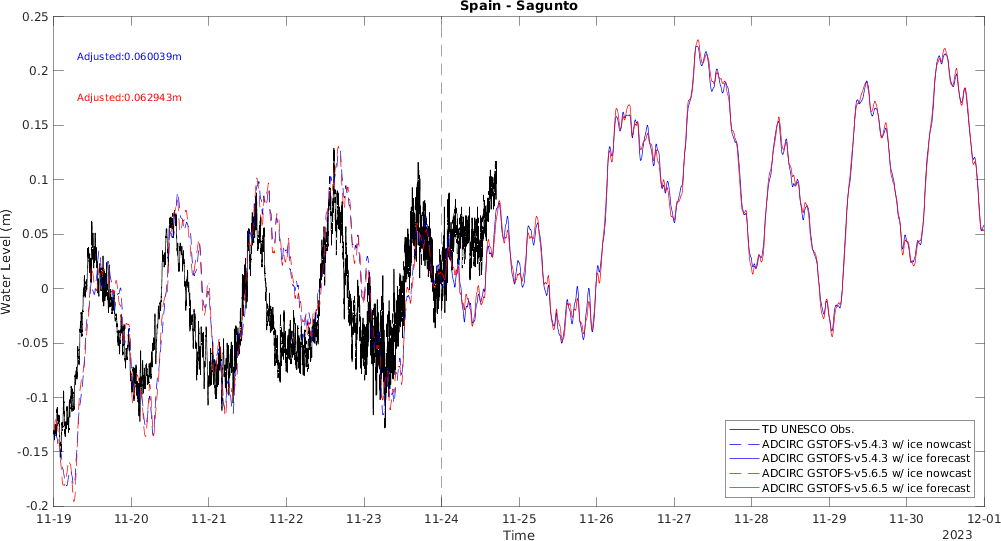 Spain - Sagunto
0.25
0.2
0.15
0.1
0.05
0
-0.05
-0.1
-0.15
-0.2
Water Level (m)
Adjusted:0.060039m
Adjusted:0.062943m
TD UNESCO Obs.
ADCIRC GSTOFS-v5.4.3 w/ ice nowcast
ADCIRC GSTOFS-v5.4.3 w/ ice forecast
ADCIRC GSTOFS-v5.6.5 w/ ice nowcast
ADCIRC GSTOFS-v5.6.5 w/ ice forecast
11-19 11-20 11-21 11-22 11-23 11-24 11-25 11-26 11-27 11-28 11-29 11-30 12-01
Time
2023